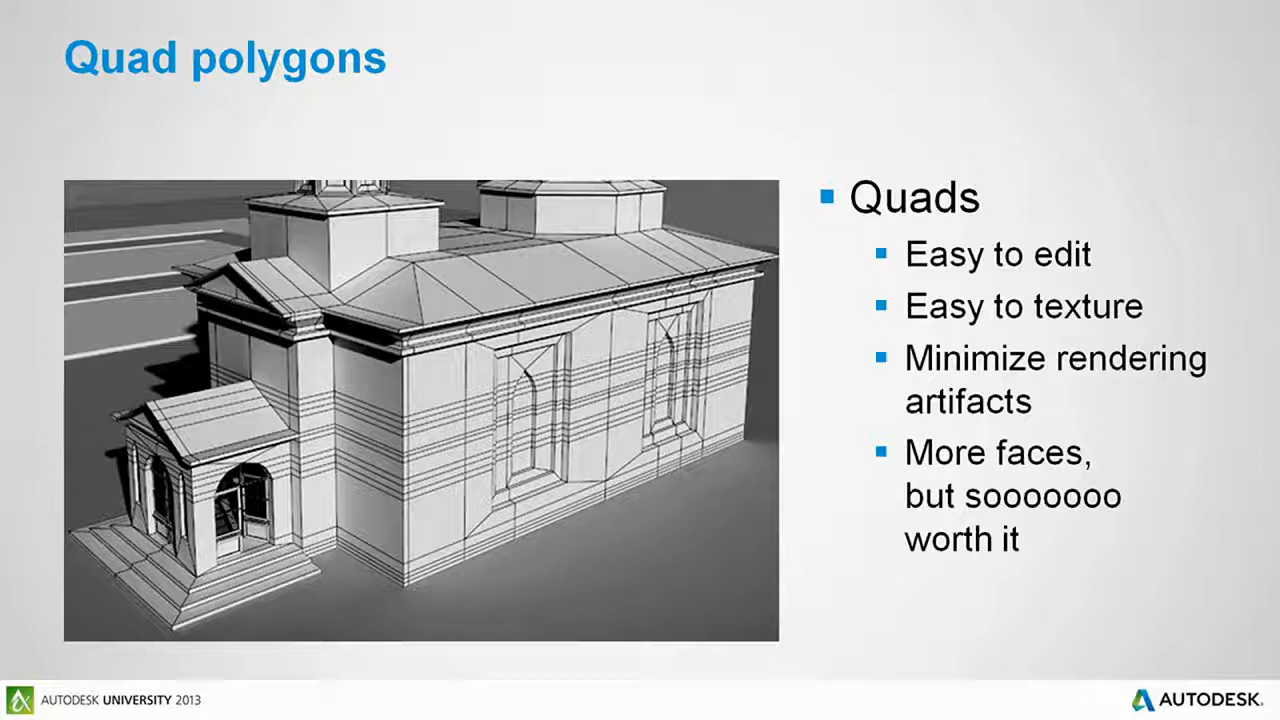 Quad polygons
Quads
Easy to edit
Easy to texture
Minimize rendering
artifacts
More faces,
but sooooooo
worth it
AUTODESK UNIVERSITY 2013
AUTODESK.